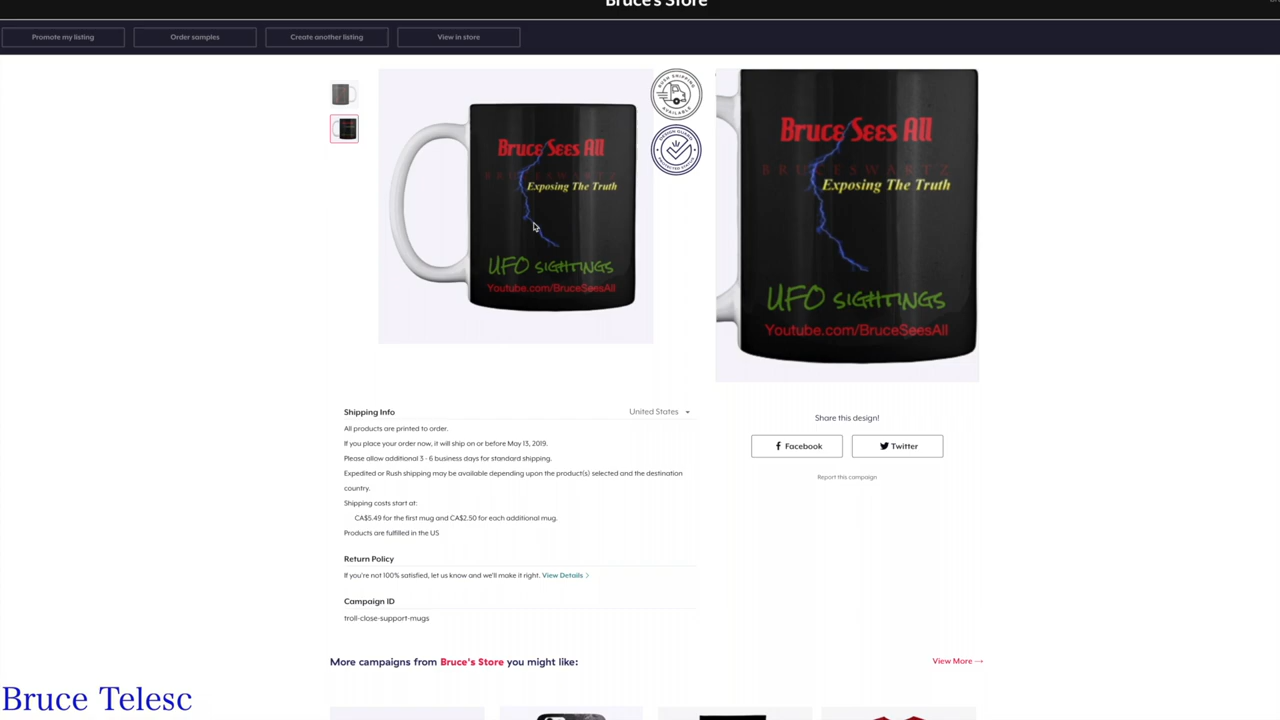 Bruce's Store
Promote my listing
Order samples
Create another listing
View in store
Bruce Sees All
BRUCESWARTZ
Exposing The Truth
UFO SIGHTINGS
Youtube.com/BruceSeesAll
RUSH SHIPPING
AVAILABLE
DESIGN GUARD
Bruce Sees All
BRUCESWARTZ
Exposing The Truth
UFO SIGHTINGS
Youtube.com/BruceSeesAll
Shipping Info
United States
All products are printed to order.
If you place your order now, it will ship on or before May 13, 2019.
Please allow additional 3 - 6 business days for standard shipping.
Expedited or Rush shipping may be available depending upon the product(s) selected and the destination
country.
Shipping costs start at:
CA$5.49 for the first mug and CA$2.50 for each additional mug.
Products are fulfilled in the US
Share this design!
Facebook
Twitter
Report this campaign
Return Policy
If you're not 100% satisfied, let us know and we'll make it right. View Details >
Campaign ID
troll-close-support-mugs
More campaigns from Bruce's Store you might like:
View More →
Bruce Telesc